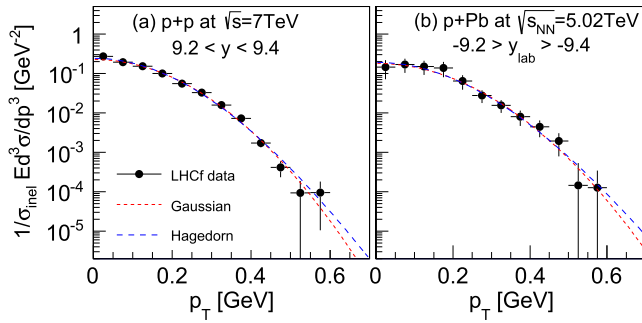 (a) p+p at √s=7TeV
9.2 < y < 9.4
(b) p+Pb at √s_NN=5.02TeV
-9.2 > y_lab > -9.4
1/σ_inel Ed³σ/dp³ [GeV⁻²]
1
10⁻¹
10⁻²
10⁻³
10⁻⁴
10⁻⁵
LHCf data
Gaussian
Hagedorn
0 0.2 0.4 0.6
0 0.2 0.4 0.6
p_T [GeV]
p_T [GeV]